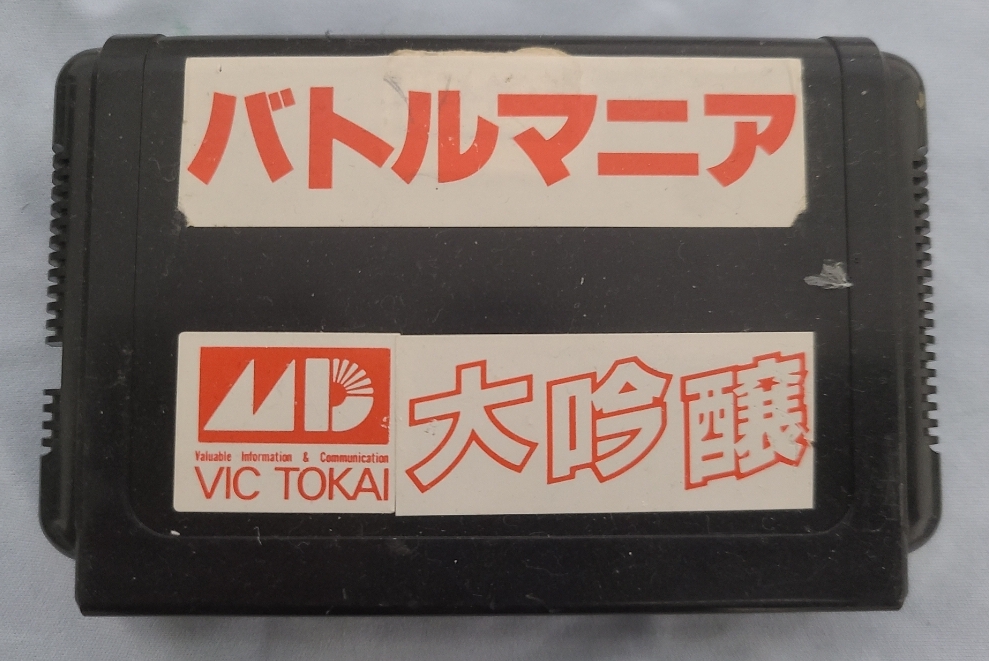 バトルマニア
MD
Valuable Information & Communication
VIC TOKAI
大吟醸